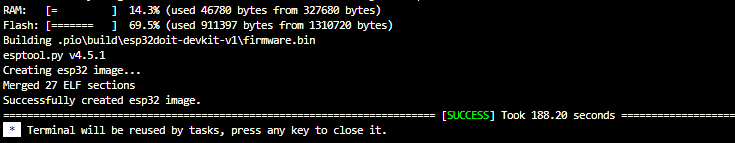 RAM:   [=         ]  14.3% (used 46780 bytes from 327680 bytes)
Flash: [=======   ]  69.5% (used 911397 bytes from 1310720 bytes)
Building .pio\build\esp32doit-devkit-v1\firmware.bin
esptool.py v4.5.1
Creating esp32 image...
Merged 27 ELF sections
Successfully created esp32 image.
======================================================================== [SUCCESS] Took 188.20 seconds ===================
* Terminal will be reused by tasks, press any key to close it.